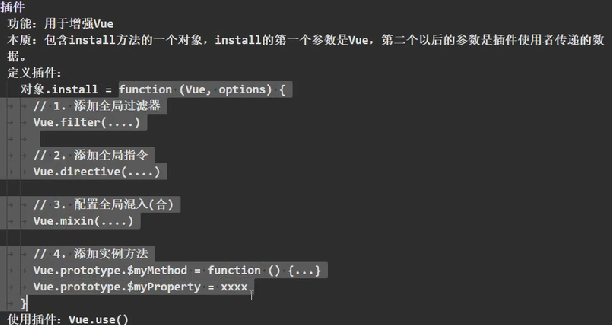 插件
功能：用于增强Vue
本质：包含install方法的一个对象，install的第一个参数是Vue，第二个以后的参数是插件使用者传递的数
据。
定义插件：
对象.install = function (Vue, options) {
// 1. 添加全局过滤器
Vue.filter(....)
// 2. 添加全局指令
Vue.directive(....)
// 3. 配置全局混入(合)
Vue.mixin(....)
// 4. 添加实例方法
Vue.prototype.$myMethod = function () {...}
Vue.prototype.$myProperty = xxxx
}
使用插件：Vue.use()